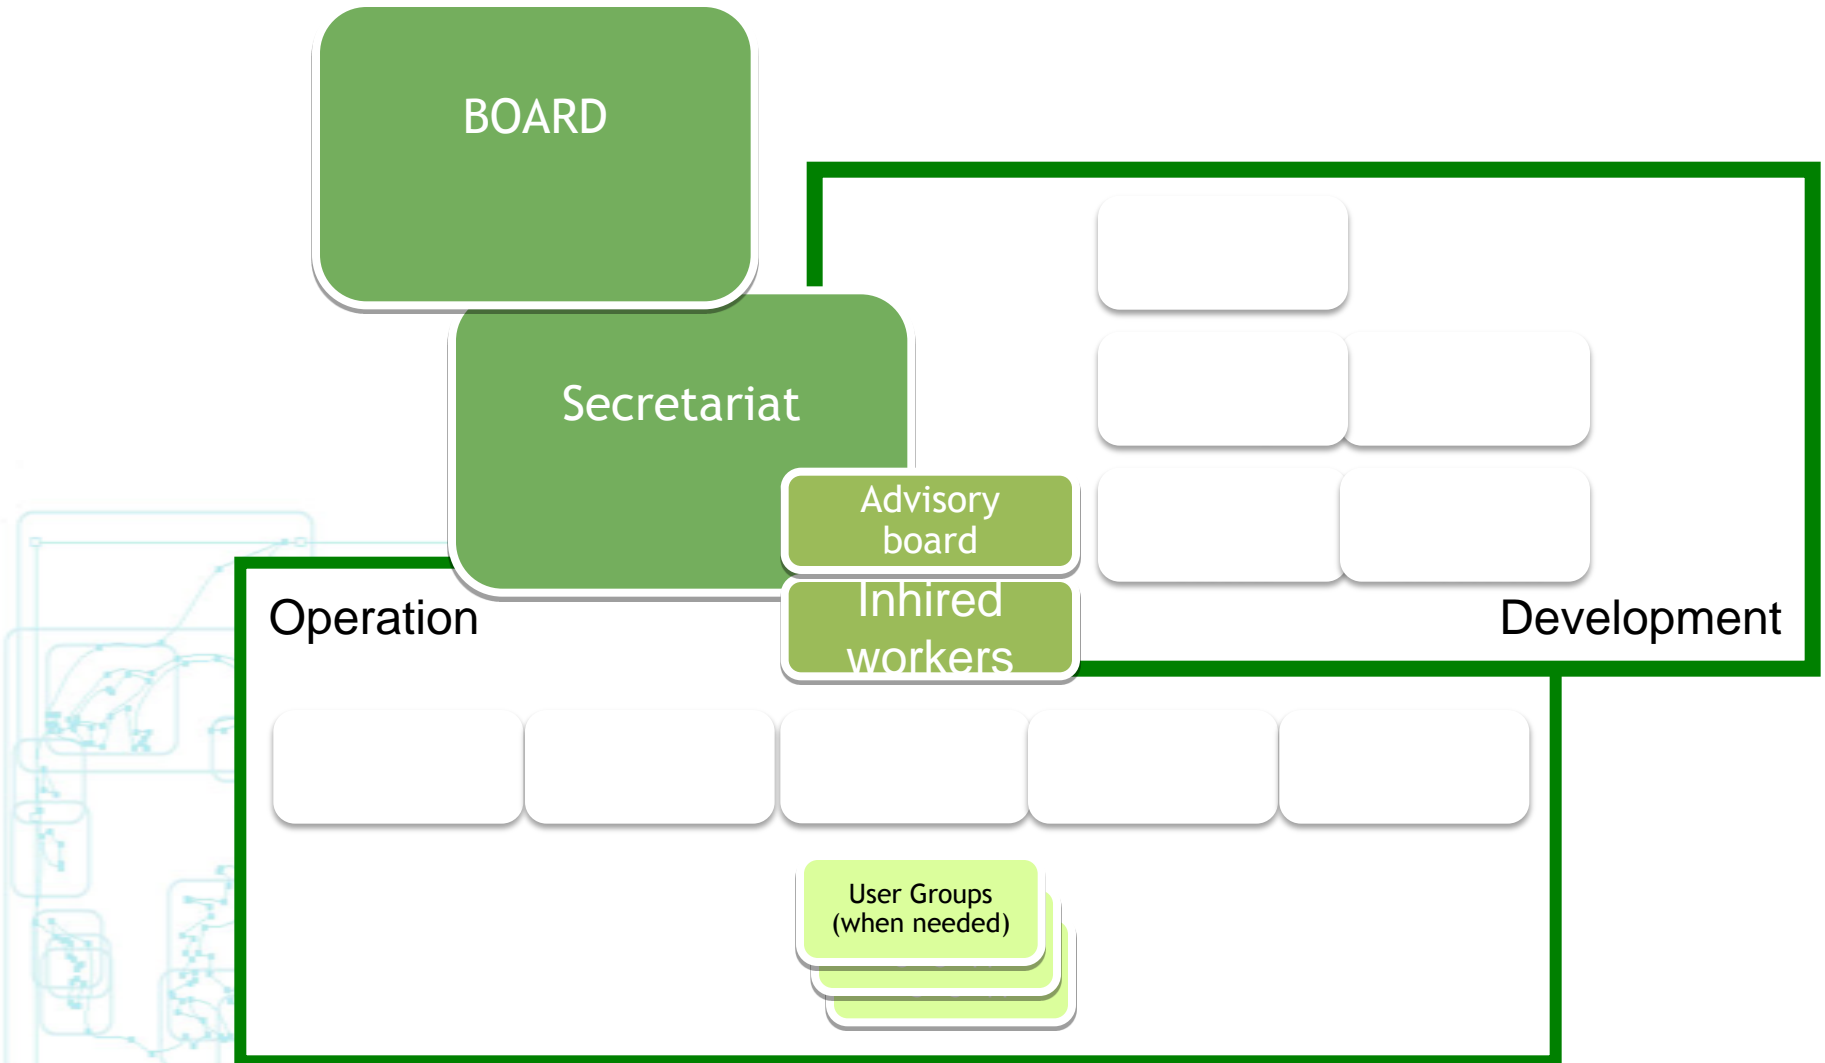 BOARD
Secretariat
Advisory
board
Inhired
workers
Operation
Development
User Groups
(when needed)